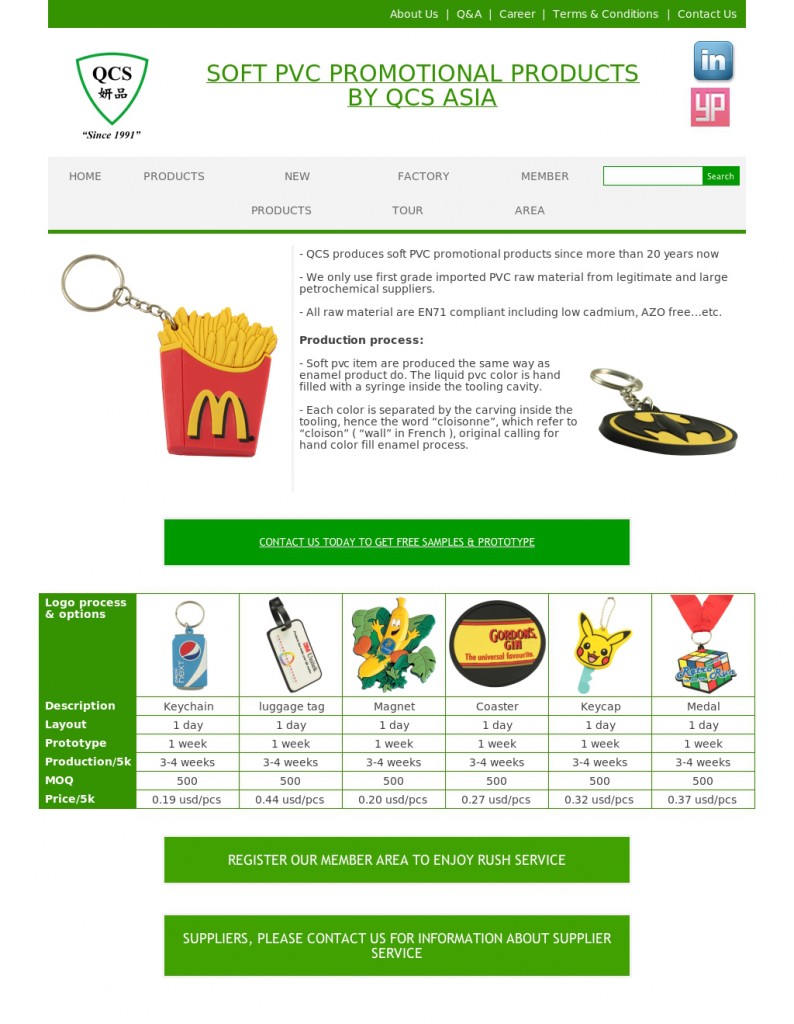 About Us | Q&A | Career | Terms & Conditions | Contact Us
QCS
妍品
“Since 1991”
SOFT PVC PROMOTIONAL PRODUCTS
BY QCS ASIA
in
yp
HOME PRODUCTS NEW PRODUCTS FACTORY TOUR MEMBER AREA Search
- QCS produces soft PVC promotional products since more than 20 years now
- We only use first grade imported PVC raw material from legitimate and large
petrochemical suppliers.
- All raw material are EN71 compliant including low cadmium, AZO free...etc.
Production process:
- Soft pvc item are produced the same way as
enamel product do. The liquid pvc color is hand
filled with a syringe inside the tooling cavity.
- Each color is separated by the carving inside the
tooling, hence the word “cloisonne”, which refer to
“cloison” ( “wall” in French ), original calling for
hand color fill enamel process.
CONTACT US TODAY TO GET FREE SAMPLES & PROTOTYPE
Logo process
& options
next
3M
GORDON'S
GIN
The universal favourite.
Description Keychain luggage tag Magnet Coaster Keycap Medal
Layout 1 day 1 day 1 day 1 day 1 day 1 day
Prototype 1 week 1 week 1 week 1 week 1 week 1 week
Production/5k 3-4 weeks 3-4 weeks 3-4 weeks 3-4 weeks 3-4 weeks 3-4 weeks
MOQ 500 500 500 500 500 500
Price/5k 0.19 usd/pcs 0.44 usd/pcs 0.20 usd/pcs 0.27 usd/pcs 0.32 usd/pcs 0.37 usd/pcs
REGISTER OUR MEMBER AREA TO ENJOY RUSH SERVICE
SUPPLIERS, PLEASE CONTACT US FOR INFORMATION ABOUT SUPPLIER
SERVICE